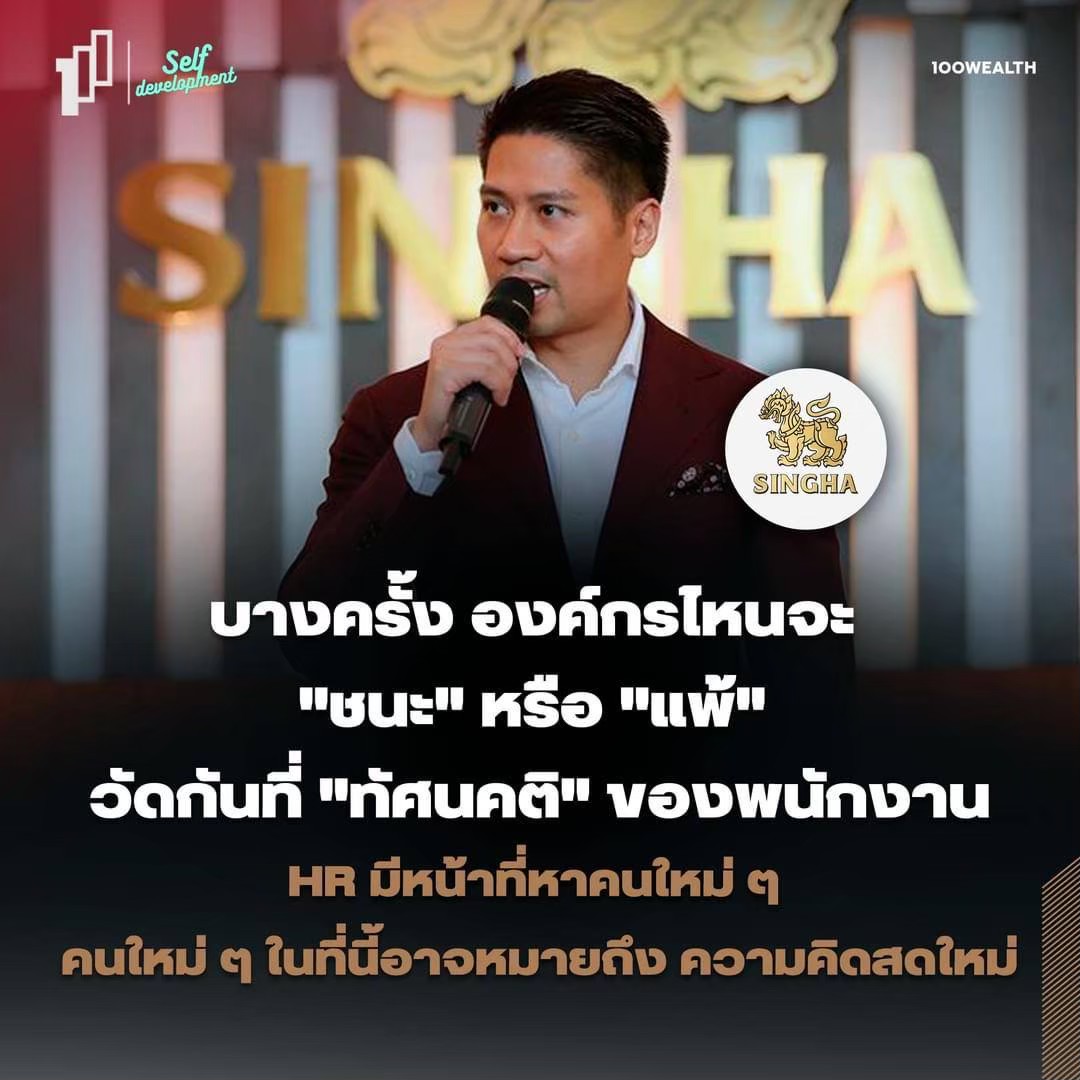 Self
development
100WEALTH
SINGHA
SINGHA
บางครั้ง องค์กรไหนจะ
"ชนะ" หรือ "แพ้"
วัดกันที่ "ทัศนคติ" ของพนักงาน
HR มีหน้าที่หาคนใหม่ ๆ
คนใหม่ ๆ ในที่นี้อาจหมายถึง ความคิดสดใหม่